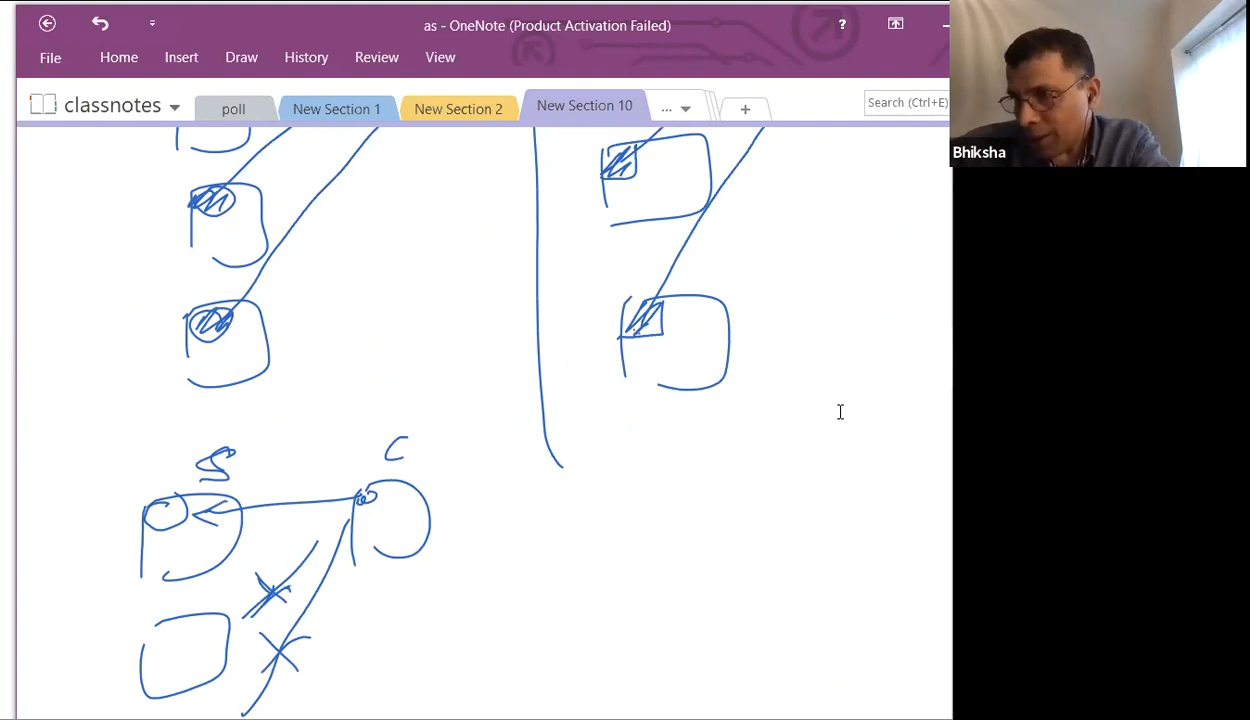 as - OneNote (Product Activation Failed) ?
File Home Insert Draw History Review View
classnotes poll New Section 1 New Section 2 New Section 10 ... + Search (Ctrl+E)
Bhiksha
S C